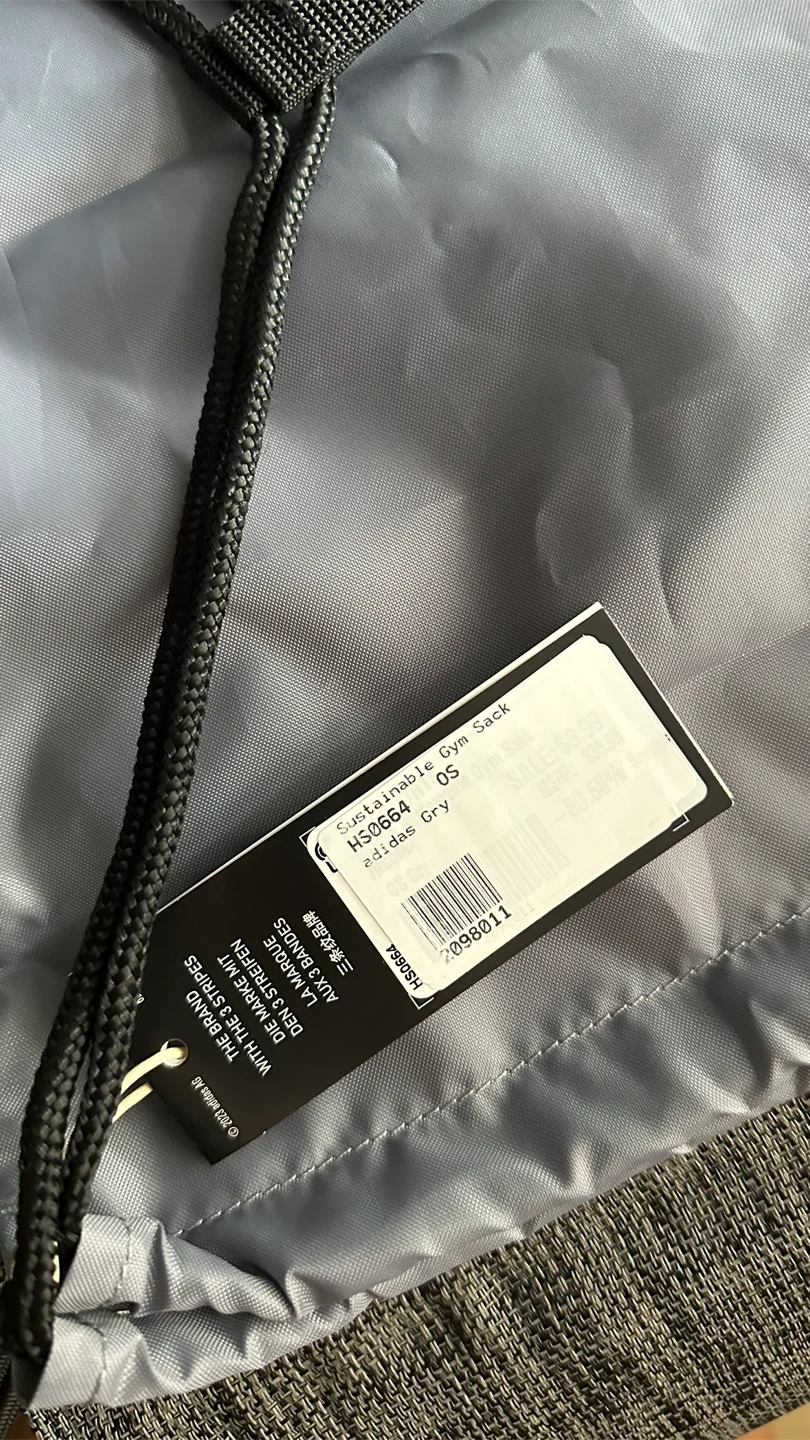 Sustainable Gym Sack
HS0664 OS
adidas Gry
2098011
HS0664
THE BRAND
WITH THE 3 STRIPES
DIE MARKE MIT
DEN 3 STREIFEN
LA MARQUE
AUX 3 BANDES
三条纹品牌
© 2023 adidas AG